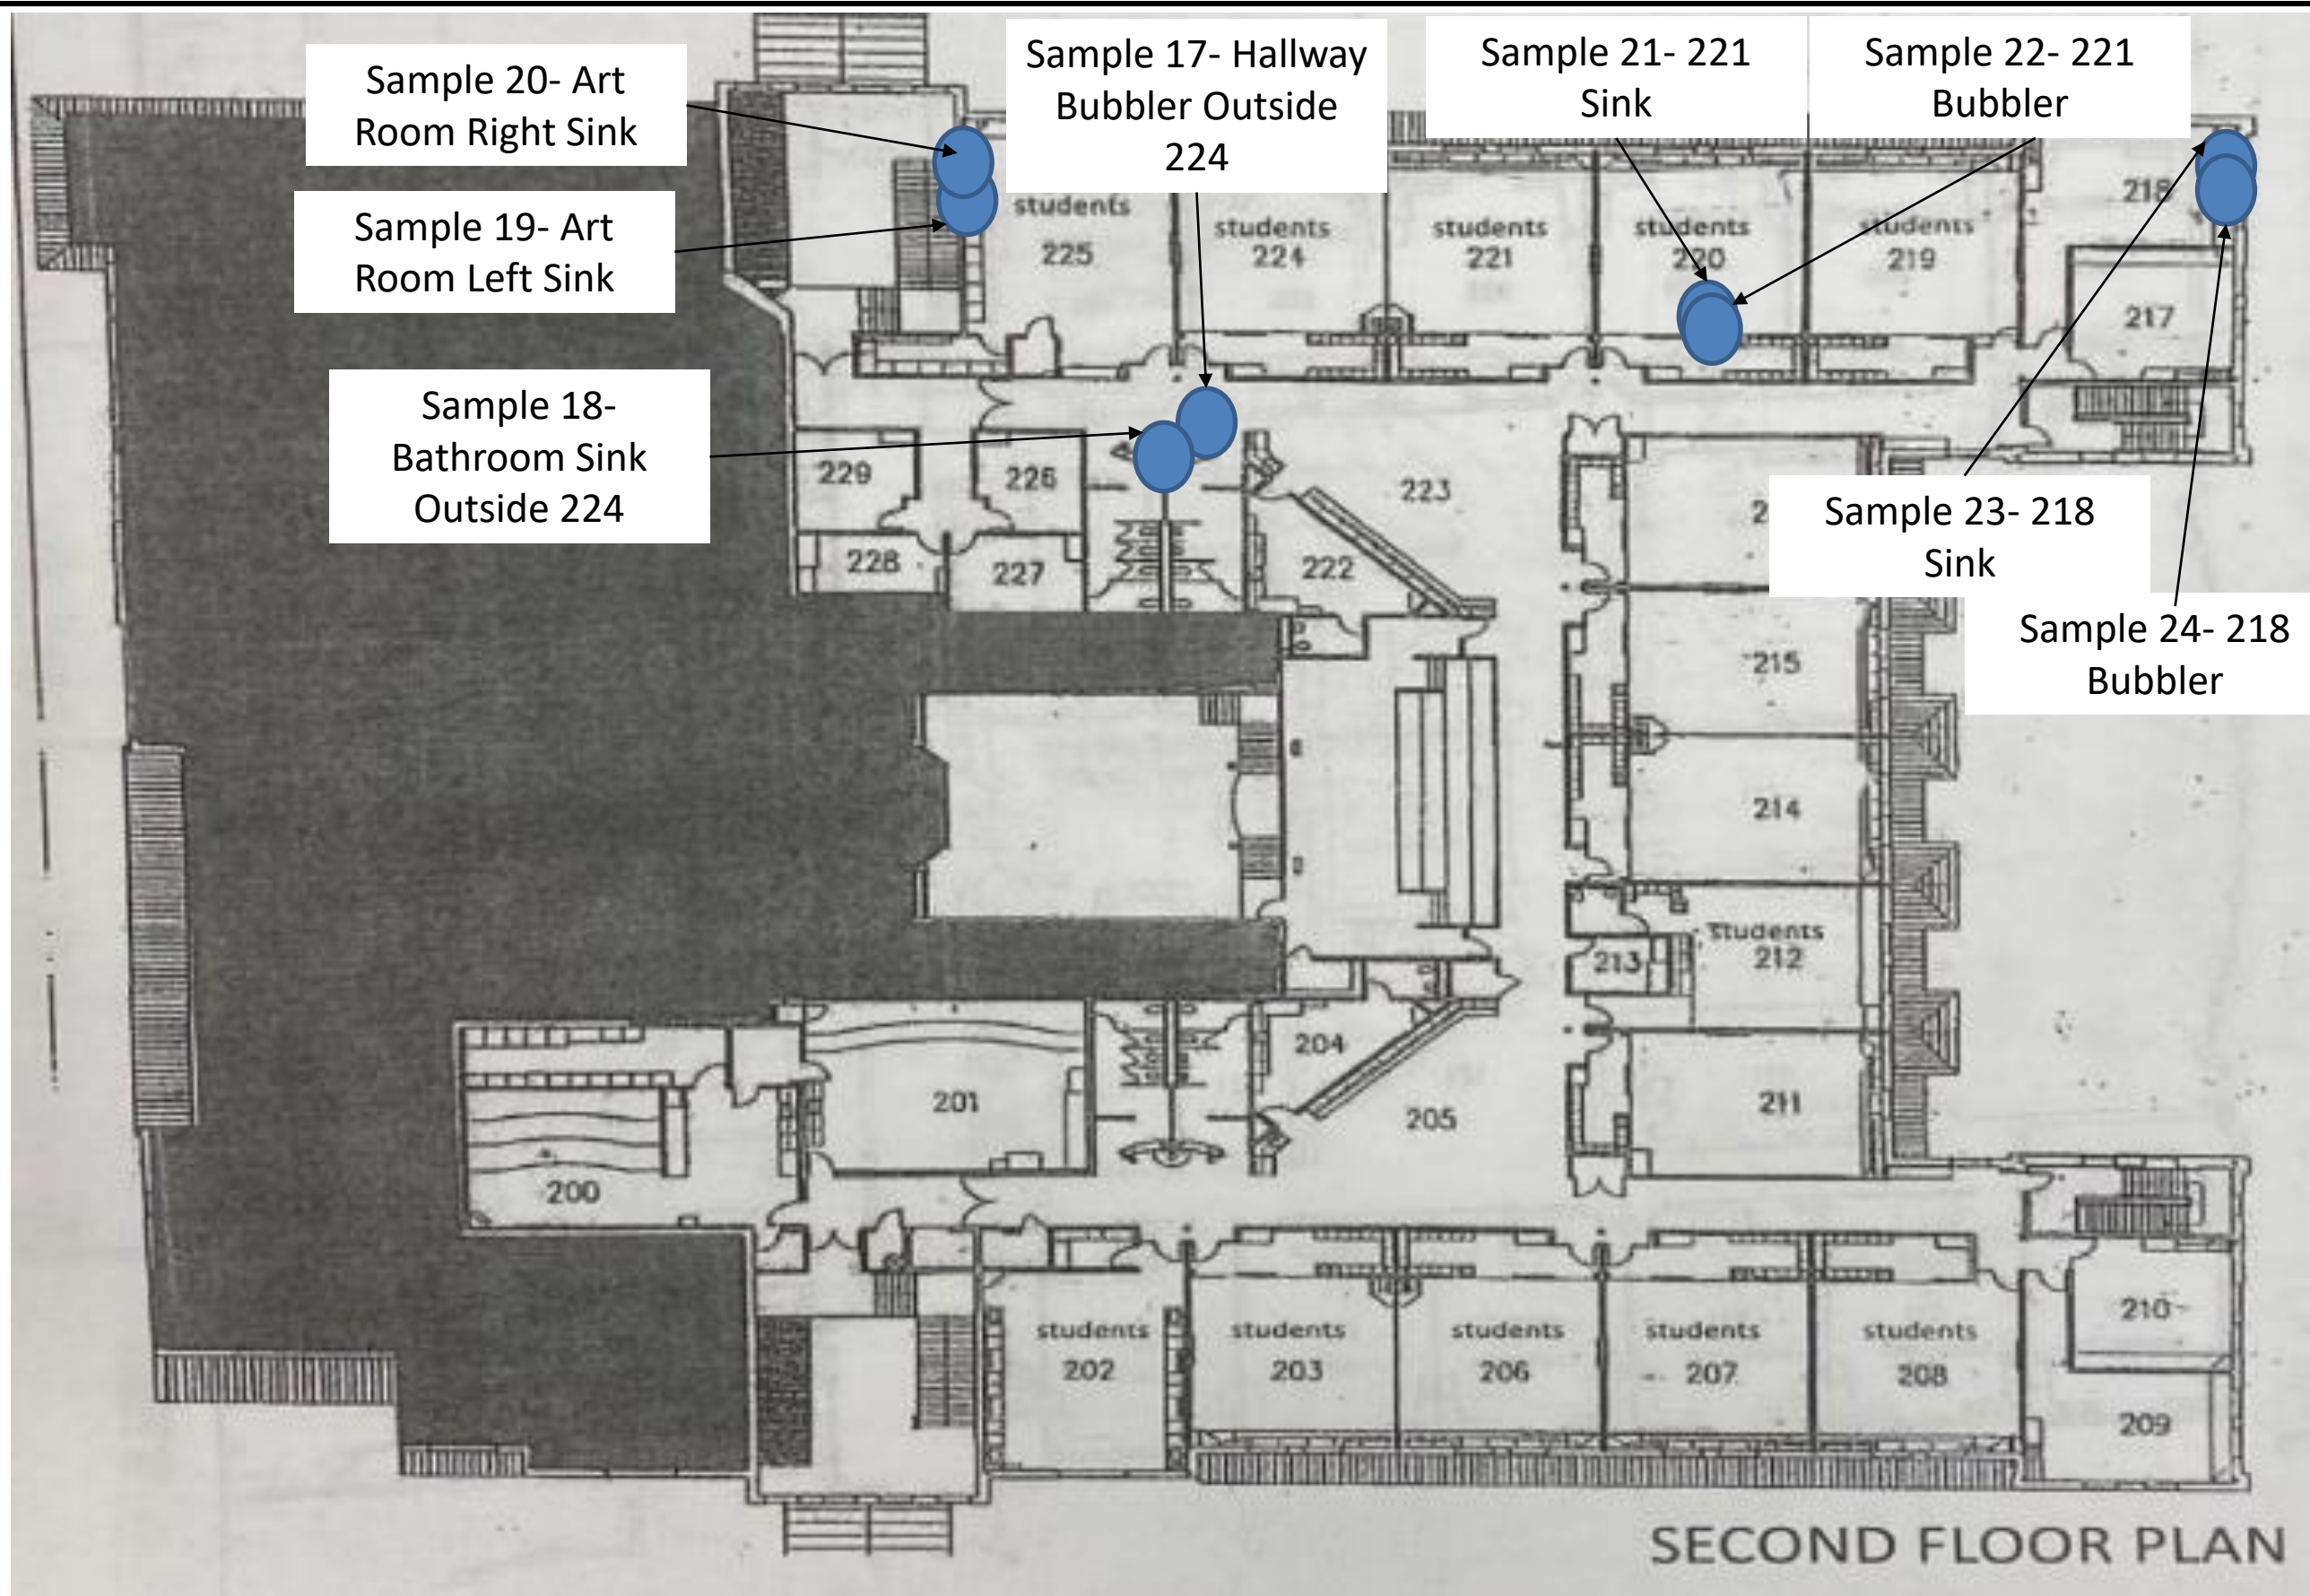 Sample 20- Art
Room Right Sink
Sample 17- Hallway
Bubbler Outside
224
Sample 21- 221
Sink
Sample 22- 221
Bubbler
Sample 19- Art
Room Left Sink
students
225
students
224
students
221
students
220
students
219
218
217
Sample 18-
Bathroom Sink
Outside 224
229
226
223
228
227
222
Sample 23- 218
Sink
Sample 24- 218
Bubbler
215
214
students
212
213
204
201
205
211
200
students
202
students
203
students
206
students
207
students
208
210
209
SECOND FLOOR PLAN